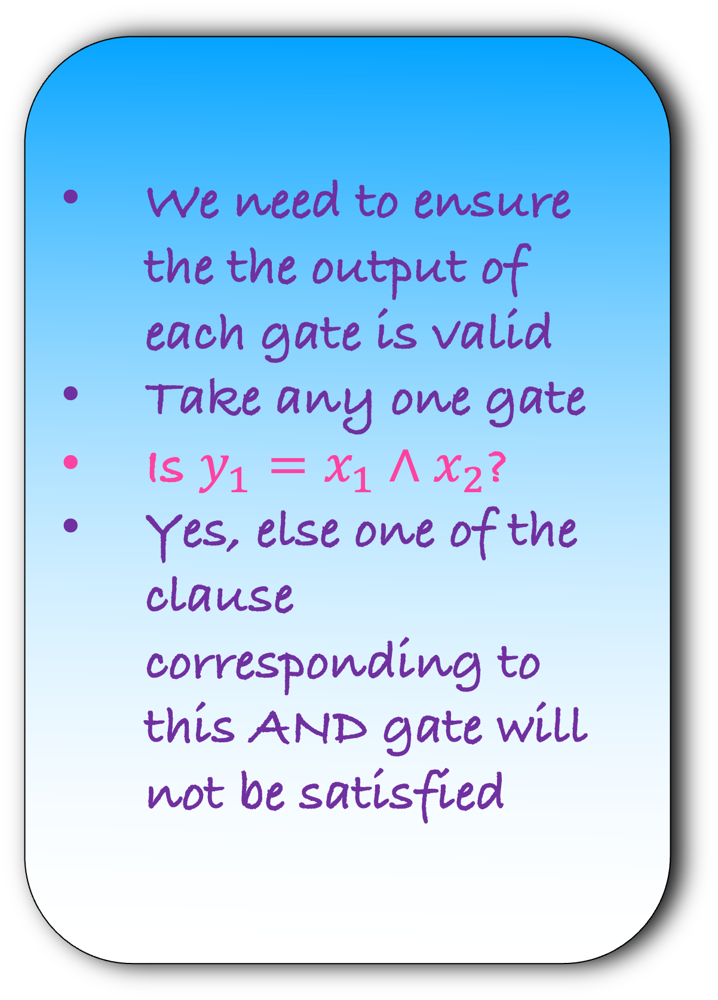 • We need to ensure
the the output of
each gate is valid
• Take any one gate
• Is y₁ = x₁ ∧ x₂?
• Yes, else one of the
clause
corresponding to
this AND gate will
not be satisfied